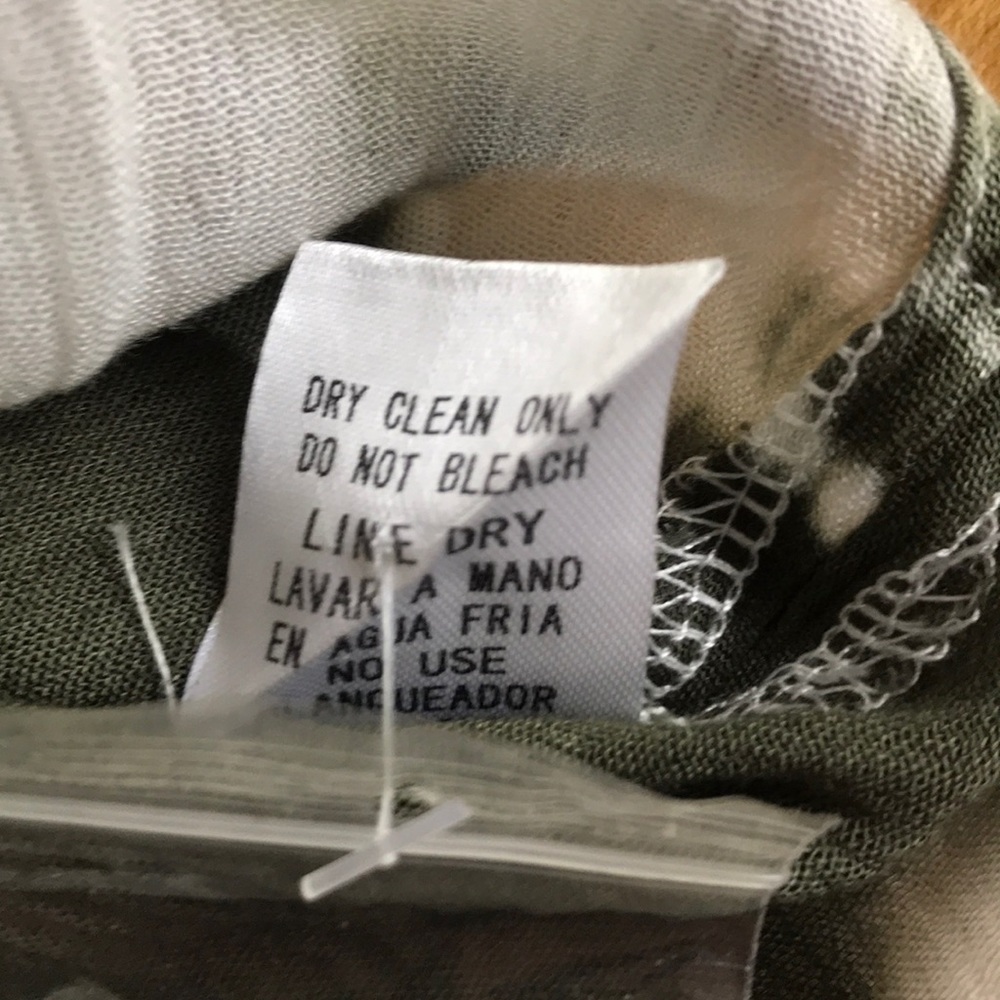 DRY CLEAN ONLY
DO NOT BLEACH
LINE DRY
LAVAR A MANO
EN AGUA FRIA
NO USE